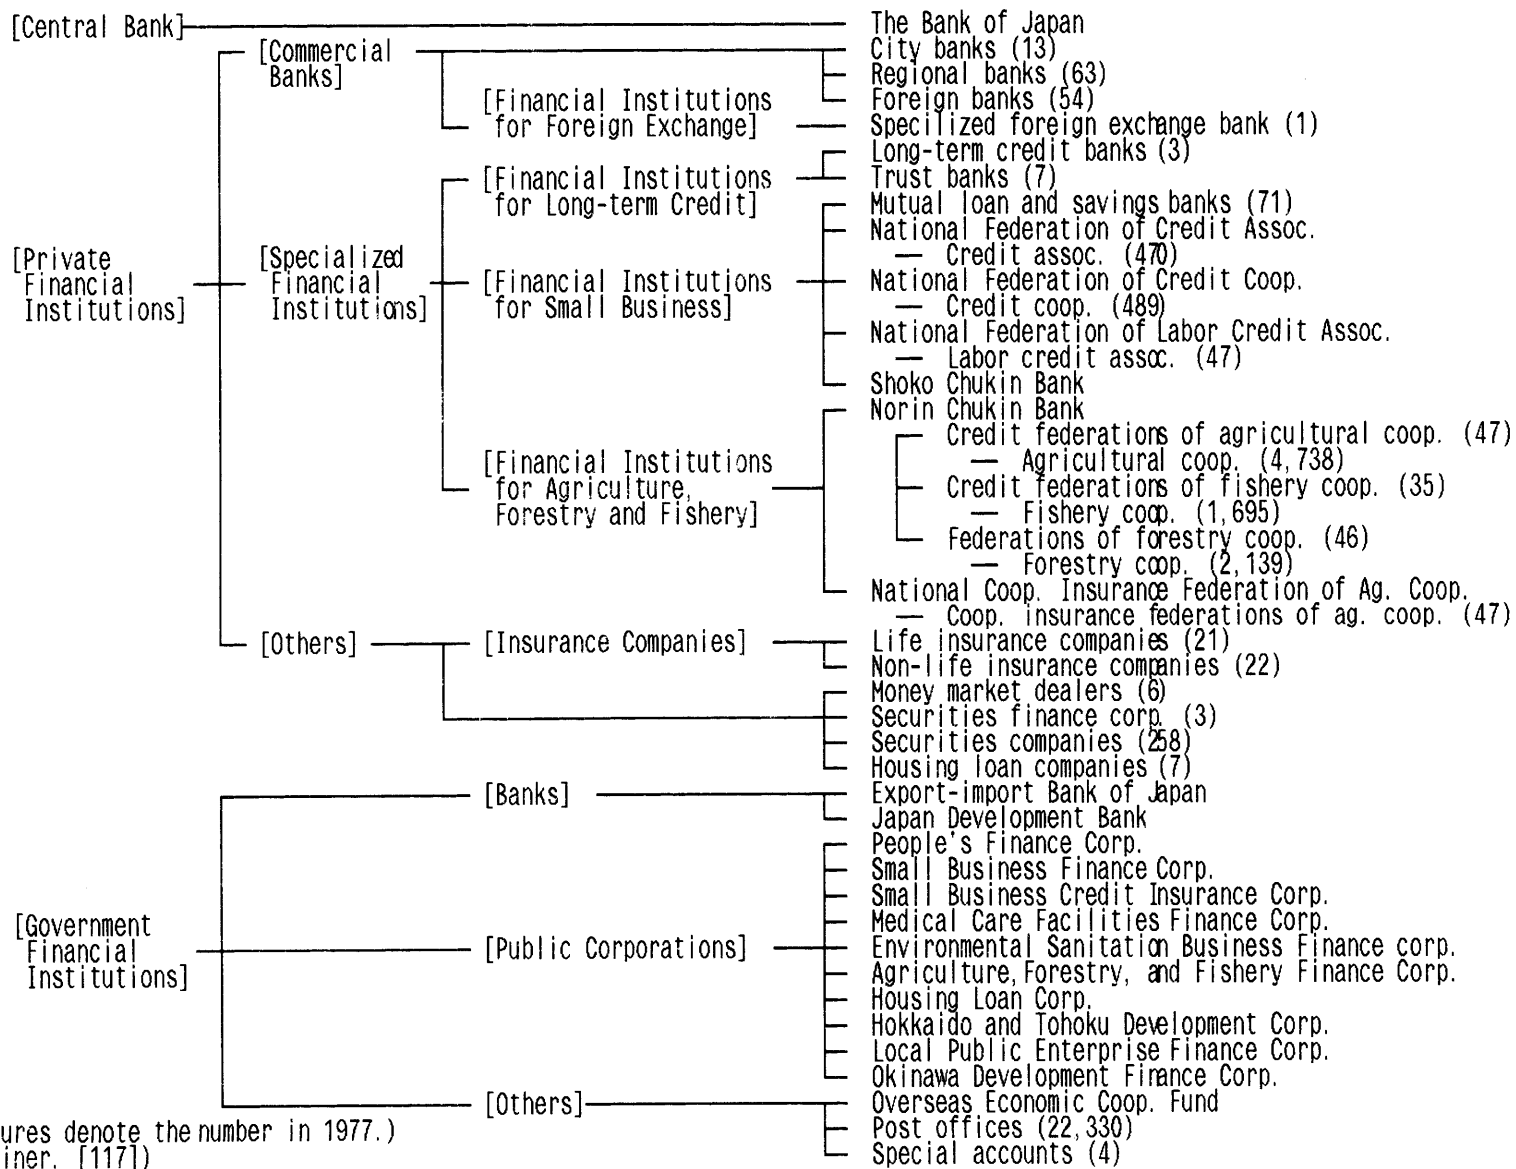 [Central Bank] The Bank of Japan
[Commercial Banks] City banks (13)
Regional banks (63)
Foreign banks (54)
[Financial Institutions for Foreign Exchange] Specilized foreign exchange bank (1)
[Private Financial Institutions]
[Specialized Financial Institutions]
[Financial Institutions for Long-term Credit]
Long-term credit banks (3)
Trust banks (7)
[Financial Institutions for Small Business]
Mutual loan and savings banks (71)
National Federation of Credit Assoc.
— Credit assoc. (470)
National Federation of Credit Coop.
— Credit coop. (489)
National Federation of Labor Credit Assoc.
— Labor credit assoc. (47)
Shoko Chukin Bank
[Financial Institutions for Agriculture, Forestry and Fishery]
Norin Chukin Bank
Credit federations of agricultural coop. (47)
— Agricultural coop. (4,738)
Credit federations of fishery coop. (35)
— Fishery coop. (1,695)
Federations of forestry coop. (46)
— Forestry coop. (2,139)
National Coop. Insurance Federation of Ag. Coop.
— Coop. insurance federations of ag. coop. (47)
[Others]
[Insurance Companies]
Life insurance companies (21)
Non-life insurance companies (22)
Money market dealers (6)
Securities finance corp. (3)
Securities companies (258)
Housing loan companies (7)
[Government Financial Institutions]
[Banks]
Export-import Bank of Japan
Japan Development Bank
[Public Corporations]
People's Finance Corp.
Small Business Finance Corp.
Small Business Credit Insurance Corp.
Medical Care Facilities Finance Corp.
Environmental Sanitation Business Finance corp.
Agriculture, Forestry, and Fishery Finance Corp.
Housing Loan Corp.
Hokkaido and Tohoku Development Corp.
Local Public Enterprise Finance Corp.
Okinawa Development Finance Corp.
[Others]
Overseas Economic Coop. Fund
Post offices (22,330)
Special accounts (4)
ures denote the number in 1977.)
iner. [117])